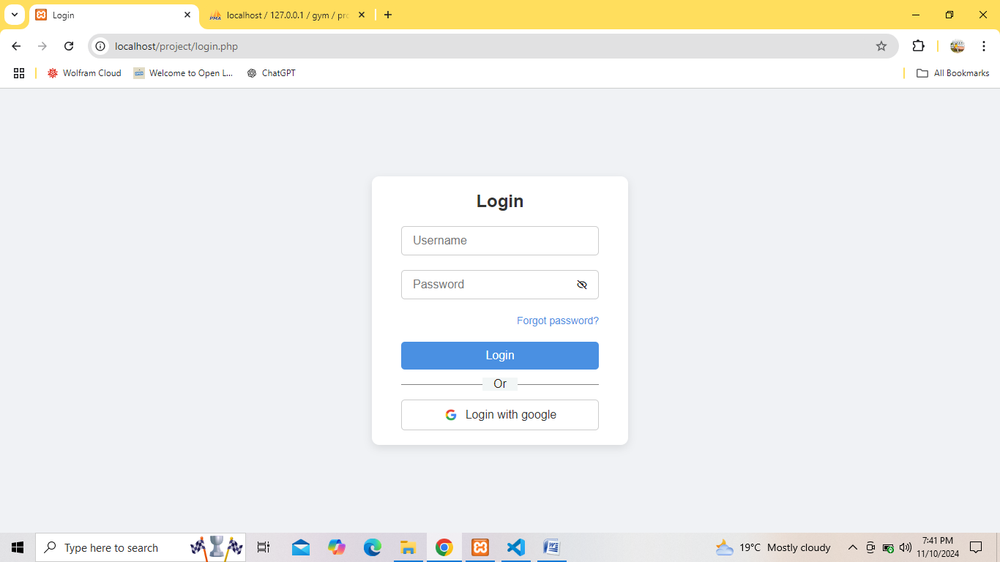 Login
localhost / 127.0.0.1 / gym / pro
localhost/project/login.php
Wolfram Cloud
Welcome to Open L...
ChatGPT
All Bookmarks
Login
Username
Password
Forgot password?
Login
Or
Login with google
Type here to search
19°C Mostly cloudy
7:41 PM
11/10/2024